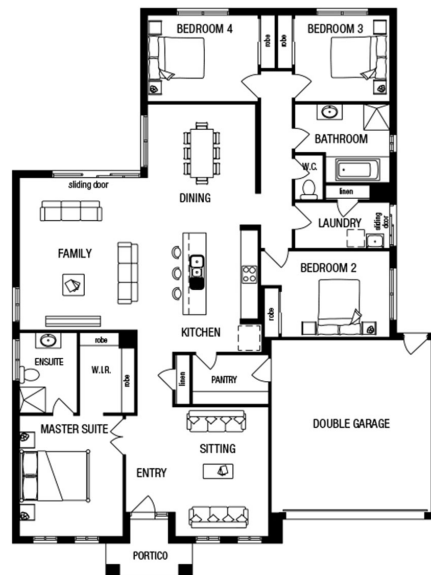 BEDROOM 4
robe
robe
BEDROOM 3
BATHROOM
W.C.
linen
sliding door
DINING
LAUNDRY
sliding door
FAMILY
BEDROOM 2
robe
KITCHEN
ENSUITE
robe
W.I.R.
robe
linen
PANTRY
MASTER SUITE
SITTING
DOUBLE GARAGE
ENTRY
PORTICO